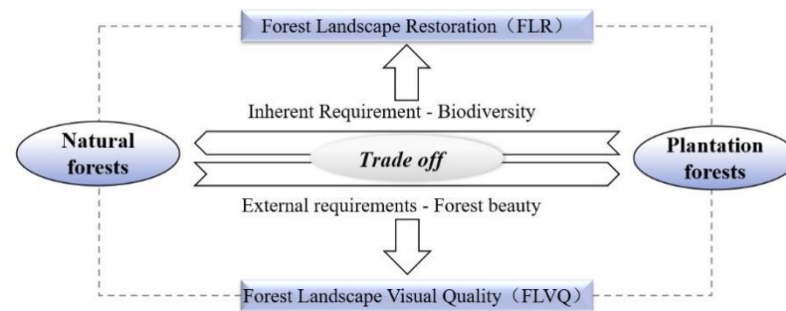 Forest Landscape Restoration（FLR）
Inherent Requirement - Biodiversity
Natural
forests
Trade off
Plantation
forests
External requirements - Forest beauty
Forest Landscape Visual Quality（FLVQ）